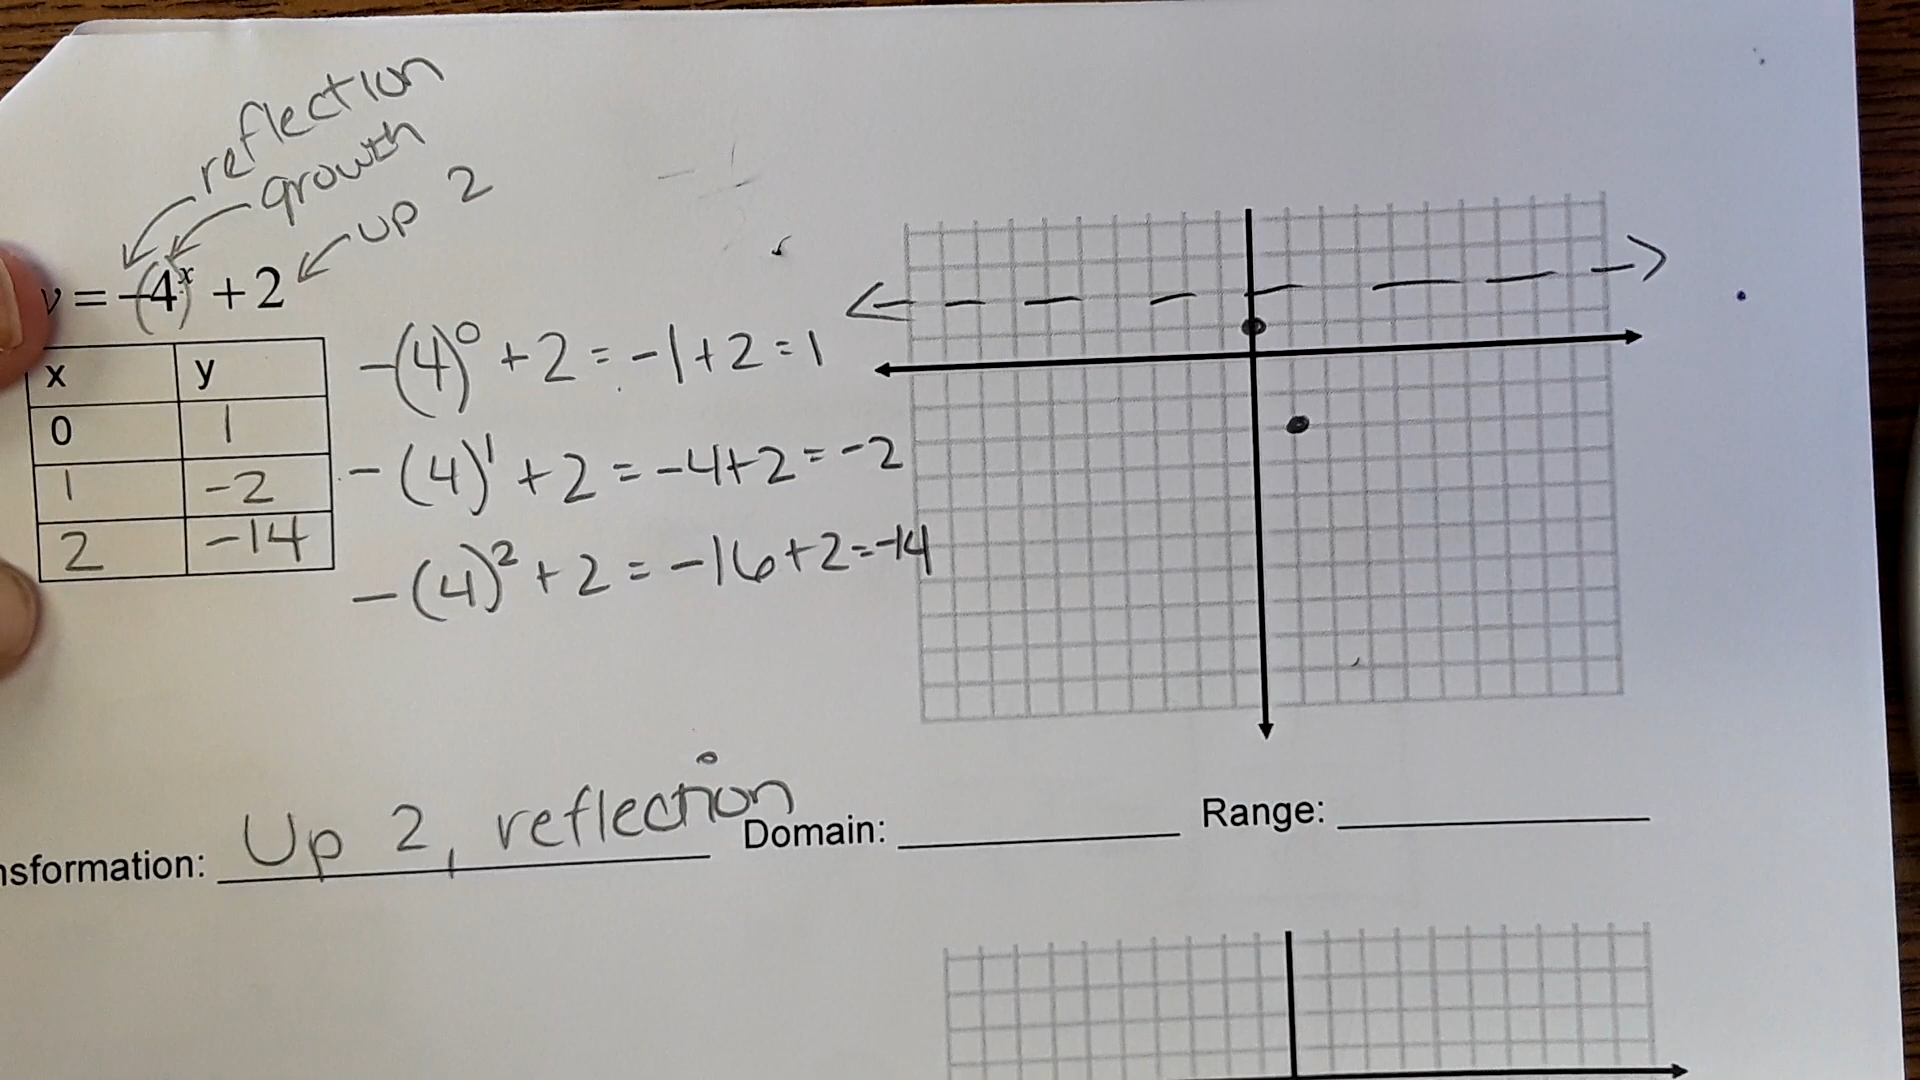 reflection
growth
up 2
y = -(4)^x + 2
x y
0 1
1 -2
2 -14
-(4)^0 + 2 = -1 + 2 = 1
-(4)^1 + 2 = -4 + 2 = -2
-(4)^2 + 2 = -16 + 2 = -14
nsformation: Up 2, reflection Domain: Range: